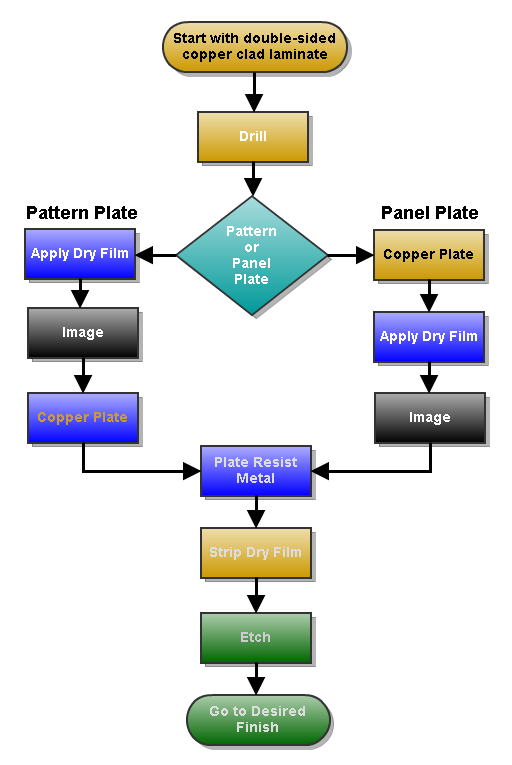 Start with double-sided
copper clad laminate
Drill
Pattern Plate
Panel Plate
Pattern
or
Panel
Plate
Apply Dry Film
Copper Plate
Image
Apply Dry Film
Copper Plate
Image
Plate Resist
Metal
Strip Dry Film
Etch
Go to Desired
Finish